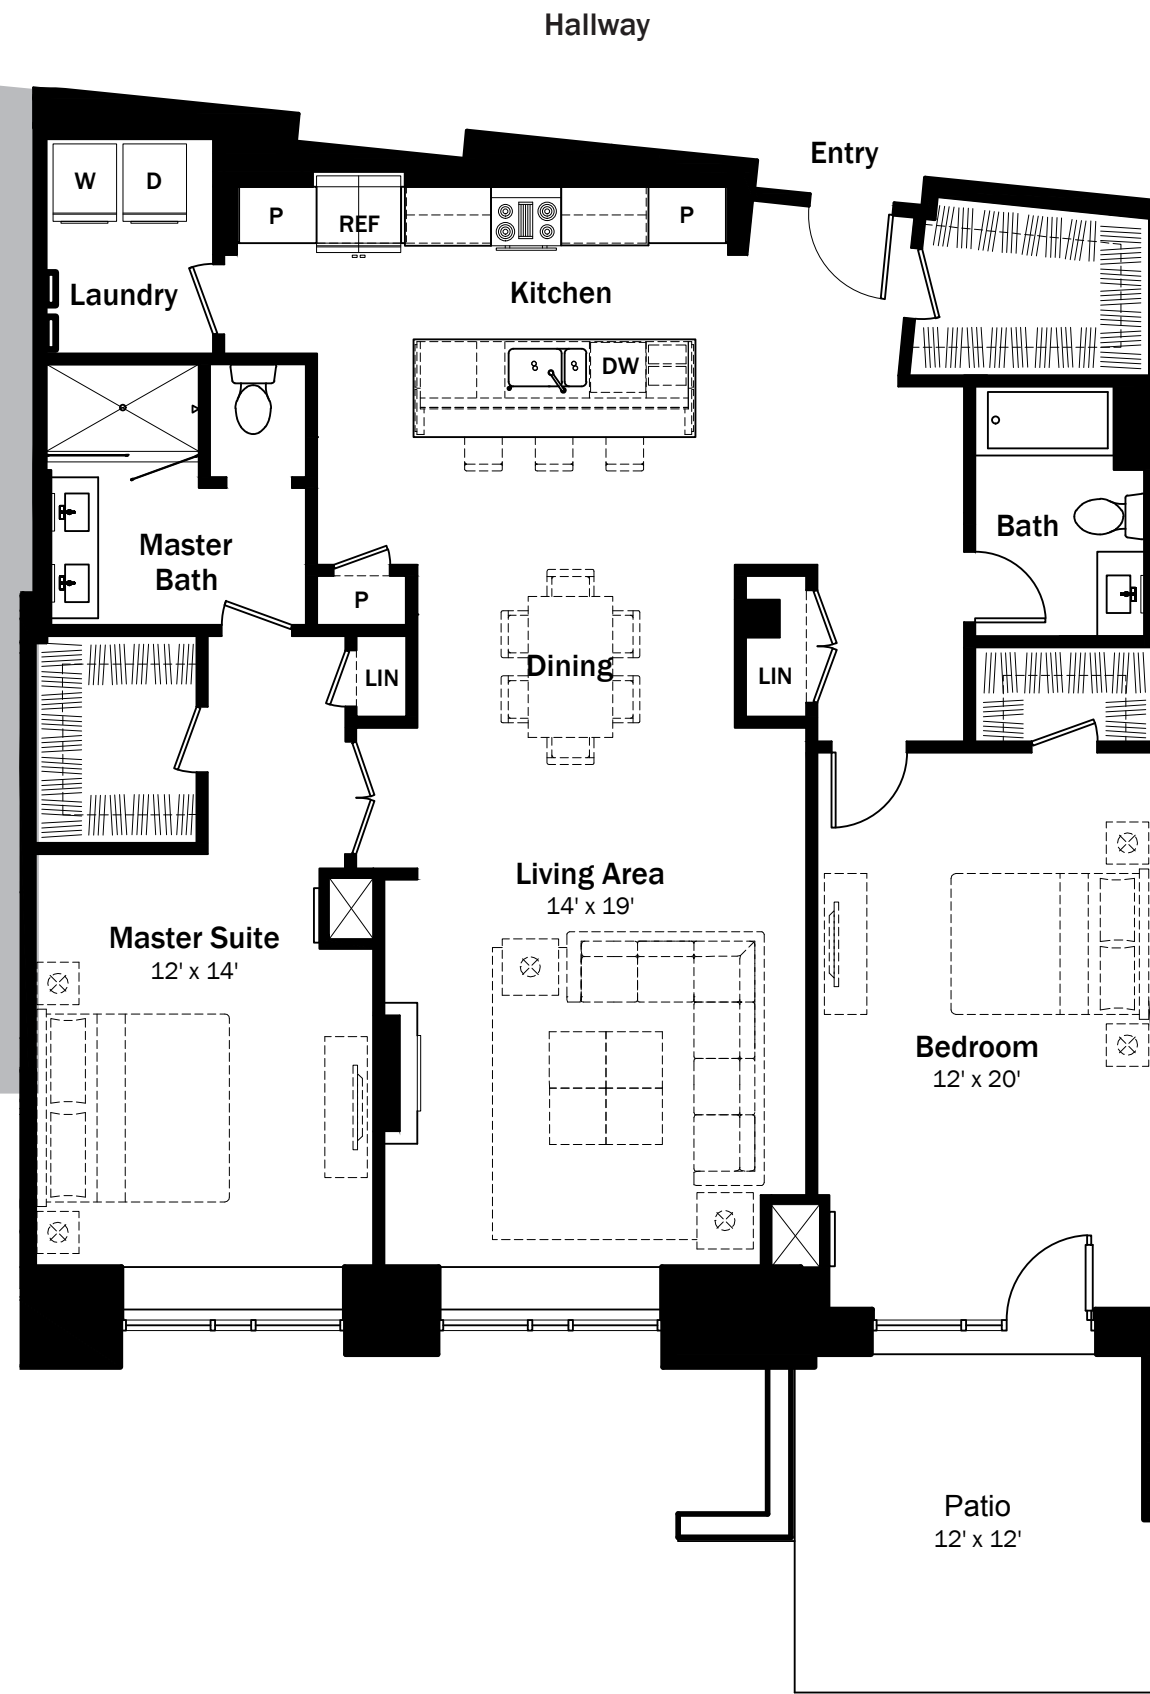 Hallway
Entry
W
D
P
REF
P
Laundry
Kitchen
DW
Master
Bath
Bath
P
LIN
Dining
LIN
Living Area
14' x 19'
Master Suite
12' x 14'
Bedroom
12' x 20'
Patio
12' x 12'